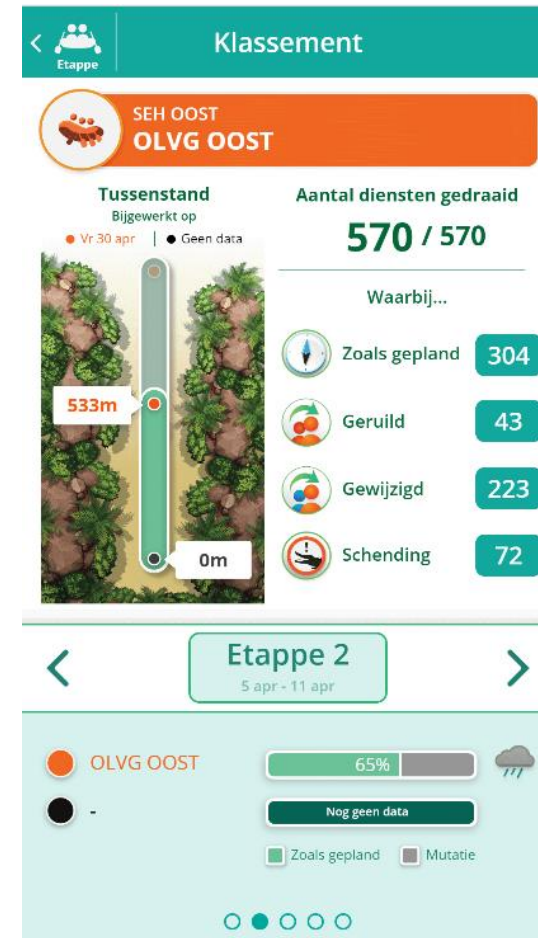 Klassement
Etappe
SEH OOST
OLVG OOST
Tussenstand
Bijgewerkt op
Vr 30 apr | Geen data
533m
0m
Aantal diensten gedraaid
570 / 570
Waarbij...
Zoals gepland 304
Geruild 43
Gewijzigd 223
Schending 72
Etappe 2
5 apr - 11 apr
OLVG OOST 65%
- Nog geen data
Zoals gepland Mutatie